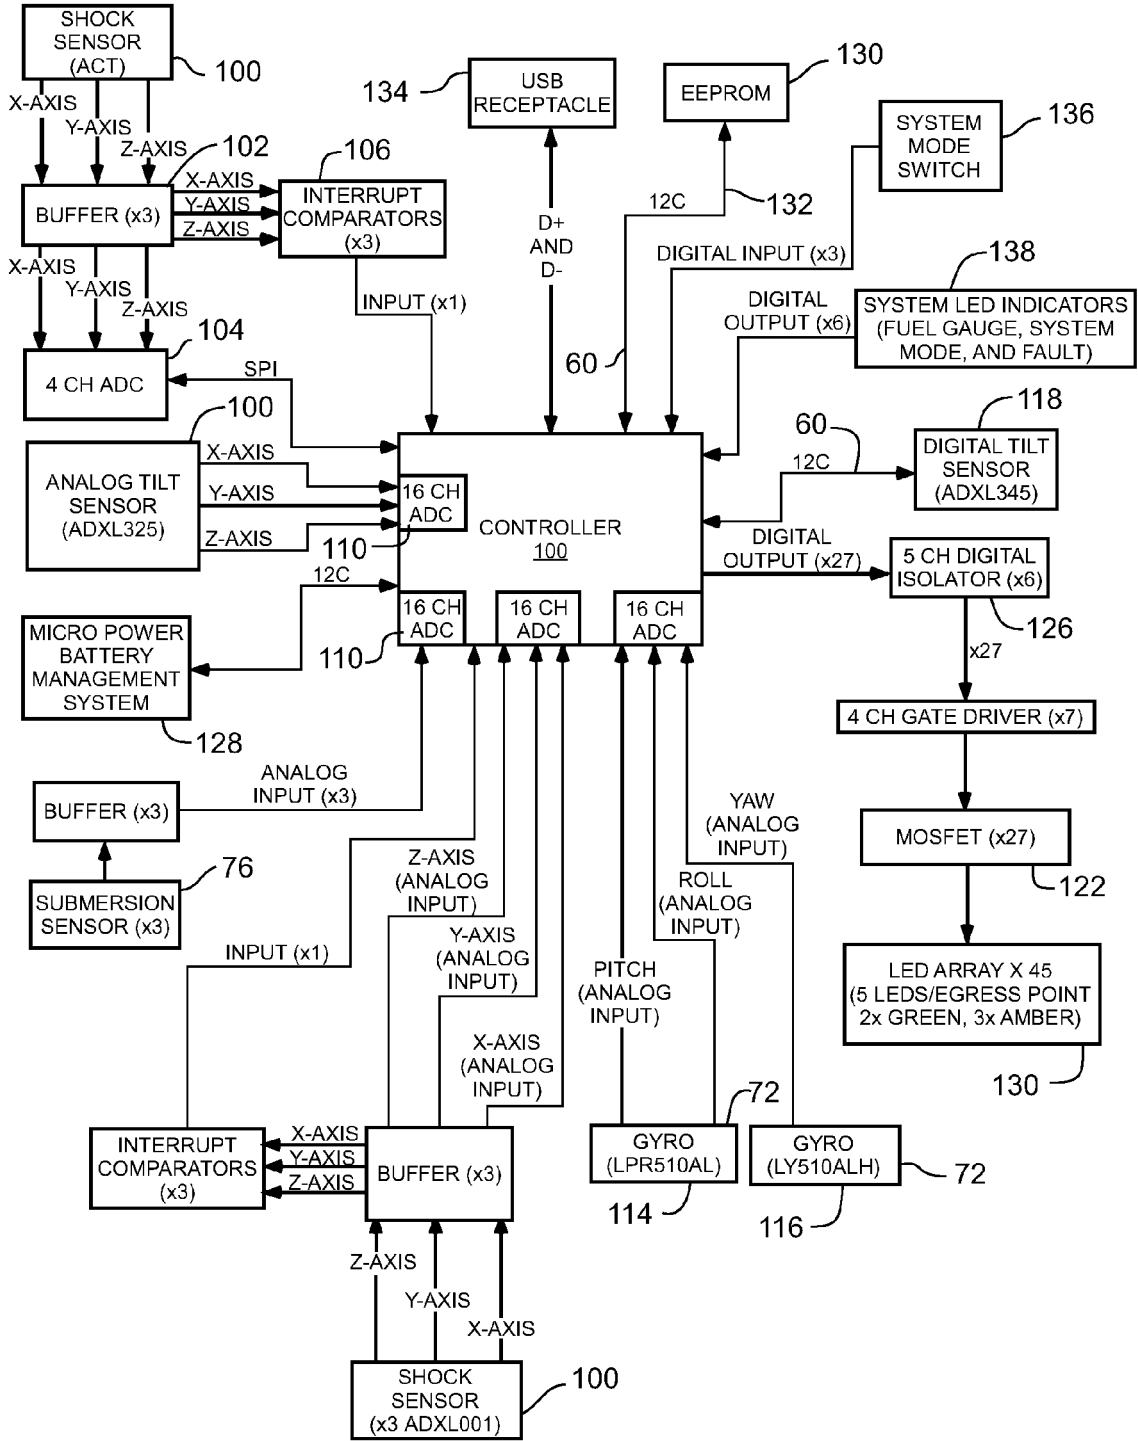 SHOCK
SENSOR
(ACT)
100
X-AXIS
Y-AXIS
Z-AXIS
102
BUFFER (x3)
X-AXIS
Y-AXIS
Z-AXIS
106
INTERRUPT
COMPARATORS
(x3)
INPUT (x1)
X-AXIS
Y-AXIS
Z-AXIS
104
4 CH ADC
SPI
134
USB
RECEPTACLE
D+
AND
D-
130
EEPROM
12C
132
60
136
SYSTEM
MODE
SWITCH
DIGITAL INPUT (x3)
138
SYSTEM LED INDICATORS
(FUEL GAUGE, SYSTEM
MODE, AND FAULT)
DIGITAL
OUTPUT (x6)
100
ANALOG TILT
SENSOR
(ADXL325)
X-AXIS
Y-AXIS
Z-AXIS
16 CH
ADC
110
CONTROLLER
100
118
60
12C
DIGITAL TILT
SENSOR
(ADXL345)
DIGITAL
OUTPUT (x27)
5 CH DIGITAL
ISOLATOR (x6)
126
x27
12C
MICRO POWER
BATTERY
MANAGEMENT
SYSTEM
128
16 CH
ADC
110
16 CH
ADC
16 CH
ADC
4 CH GATE DRIVER (x7)
MOSFET (x27)
122
LED ARRAY X 45
(5 LEDS/EGRESS POINT
2x GREEN, 3x AMBER)
130
BUFFER (x3)
ANALOG
INPUT (x3)
76
SUBMERSION
SENSOR (x3)
INPUT (x1)
Z-AXIS
(ANALOG
INPUT)
Y-AXIS
(ANALOG
INPUT)
X-AXIS
(ANALOG
INPUT)
PITCH
(ANALOG
INPUT)
ROLL
(ANALOG
INPUT)
YAW
(ANALOG
INPUT)
INTERRUPT
COMPARATORS
(x3)
X-AXIS
Y-AXIS
Z-AXIS
BUFFER (x3)
72
GYRO
(LPR510AL)
114
GYRO
(LY510ALH)
72
116
Z-AXIS
Y-AXIS
X-AXIS
SHOCK
SENSOR
(x3 ADXL001)
100